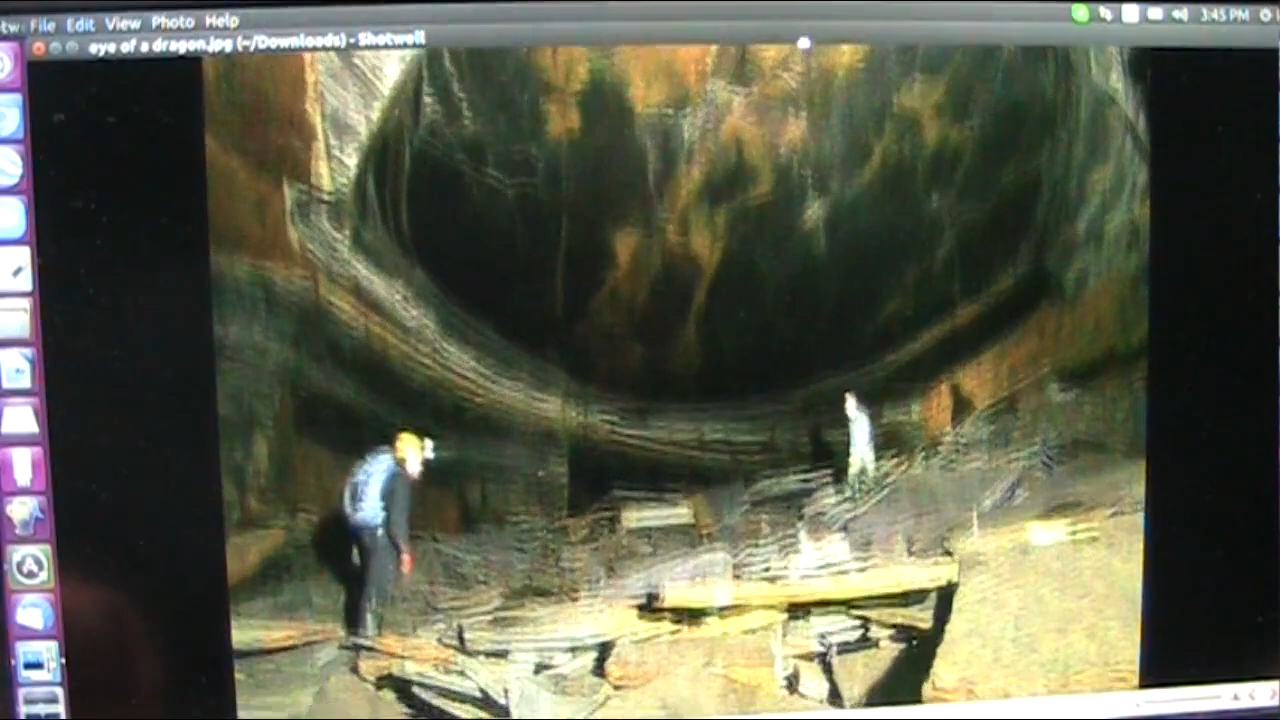 File Edit View Photo Help 3:45 PM
eye of a dragon.jpg (~/Downloads) - Shotwell